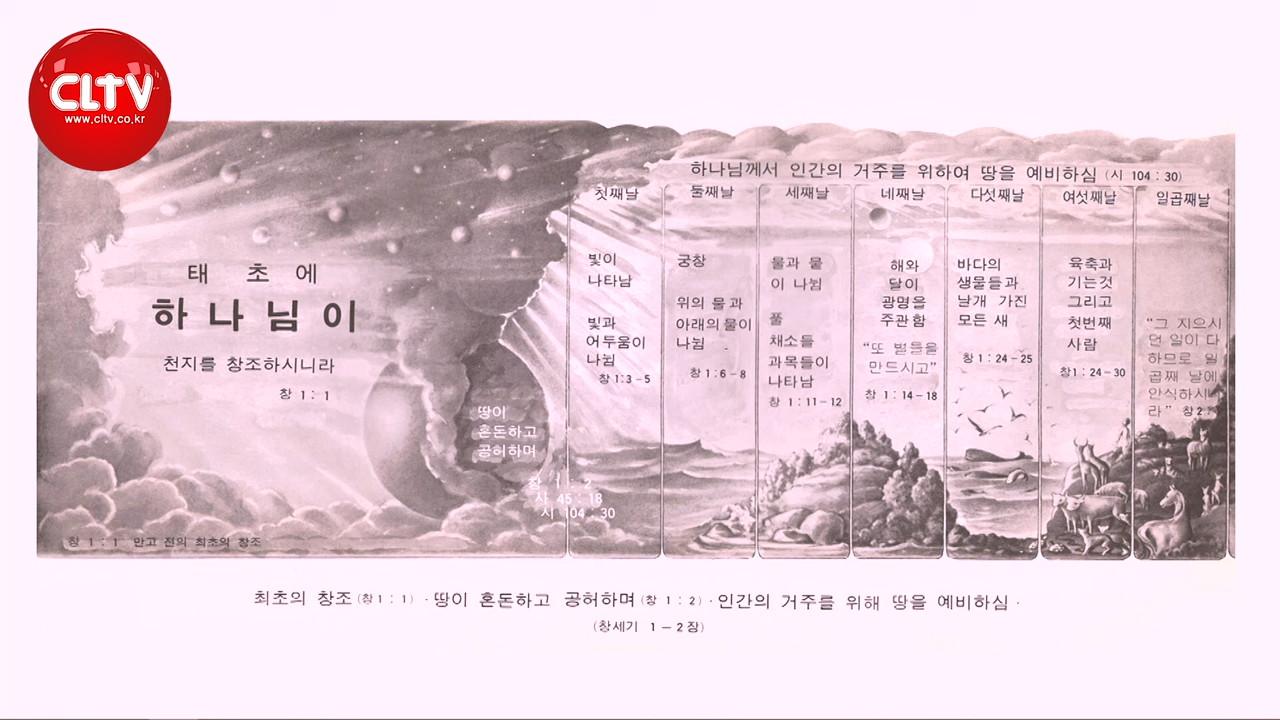 CLTV
www.cltv.co.kr
하나님께서 인간의 거주를 위하여 땅을 예비하심 (시 104 : 30)
태 초 에
하 나 님 이
천지를 창조하시니라
창 1 : 1
땅이
혼돈하고
공허하며
창 1 : 2
사 45 : 18
시 104 : 30
창 1 : 1 만고 전의 최초의 창조
첫째날
빛이
나타남
빛과
어두움이
나뉨
창 1:3-5
둘째날
궁창
위의 물과
아래의물이
나뉨
창 1:6-8
세째날
물과 물
이 나뉨
풀
채소들
과목들이
나타남
창 1:11-12
네째날
해와
달이
광명을
주관함
“또 별들을
만드시고”
창 1:14-18
다섯째날
바다의
생물들과
날개 가진
모든 새
창 1:24-25
여섯째날
육축과
기는것
그리고
첫번째
사람
창1:24-30
일곱째날
“그 지으시
던 일이 다
하므로 일
곱째 날에
안식하시니
라” 창 2:
최초의 창조 (창 1 : 1) · 땅이 혼돈하고 공허하며 (창 1 : 2) · 인간의 거주를 위해 땅을 예비하심 ·
(창세기 1 – 2 장)